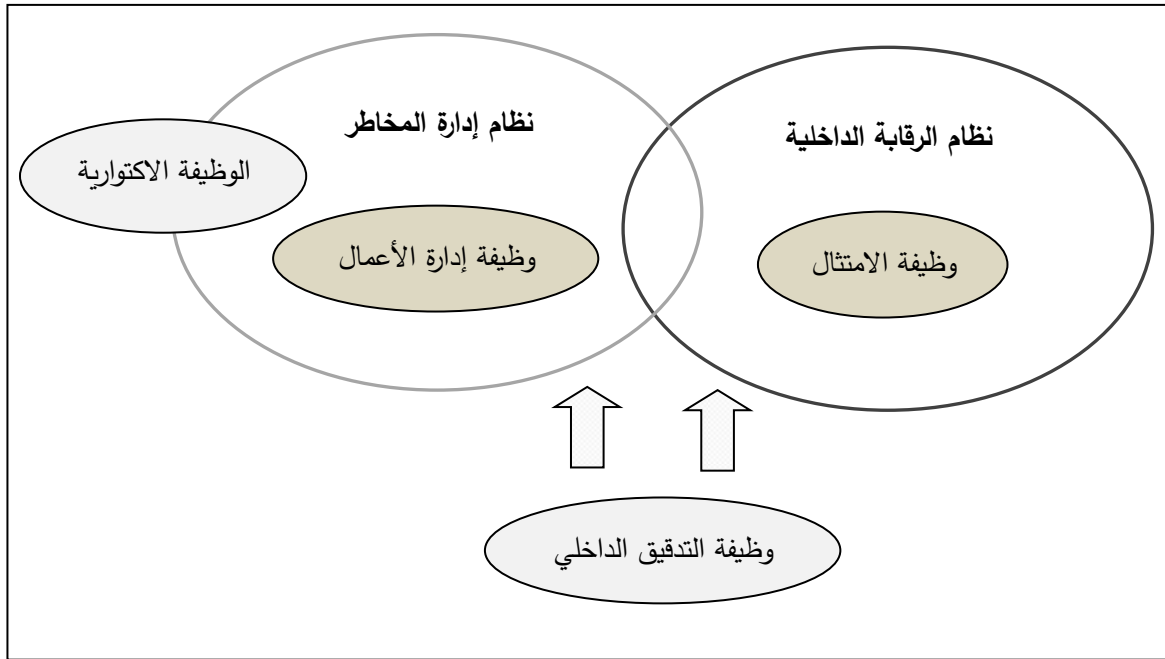 نظام الرقابة الداخلية
نظام إدارة المخاطر
الوظيفة الاكتوارية
وظيفة الامتثال
وظيفة إدارة الأعمال
وظيفة التدقيق الداخلي